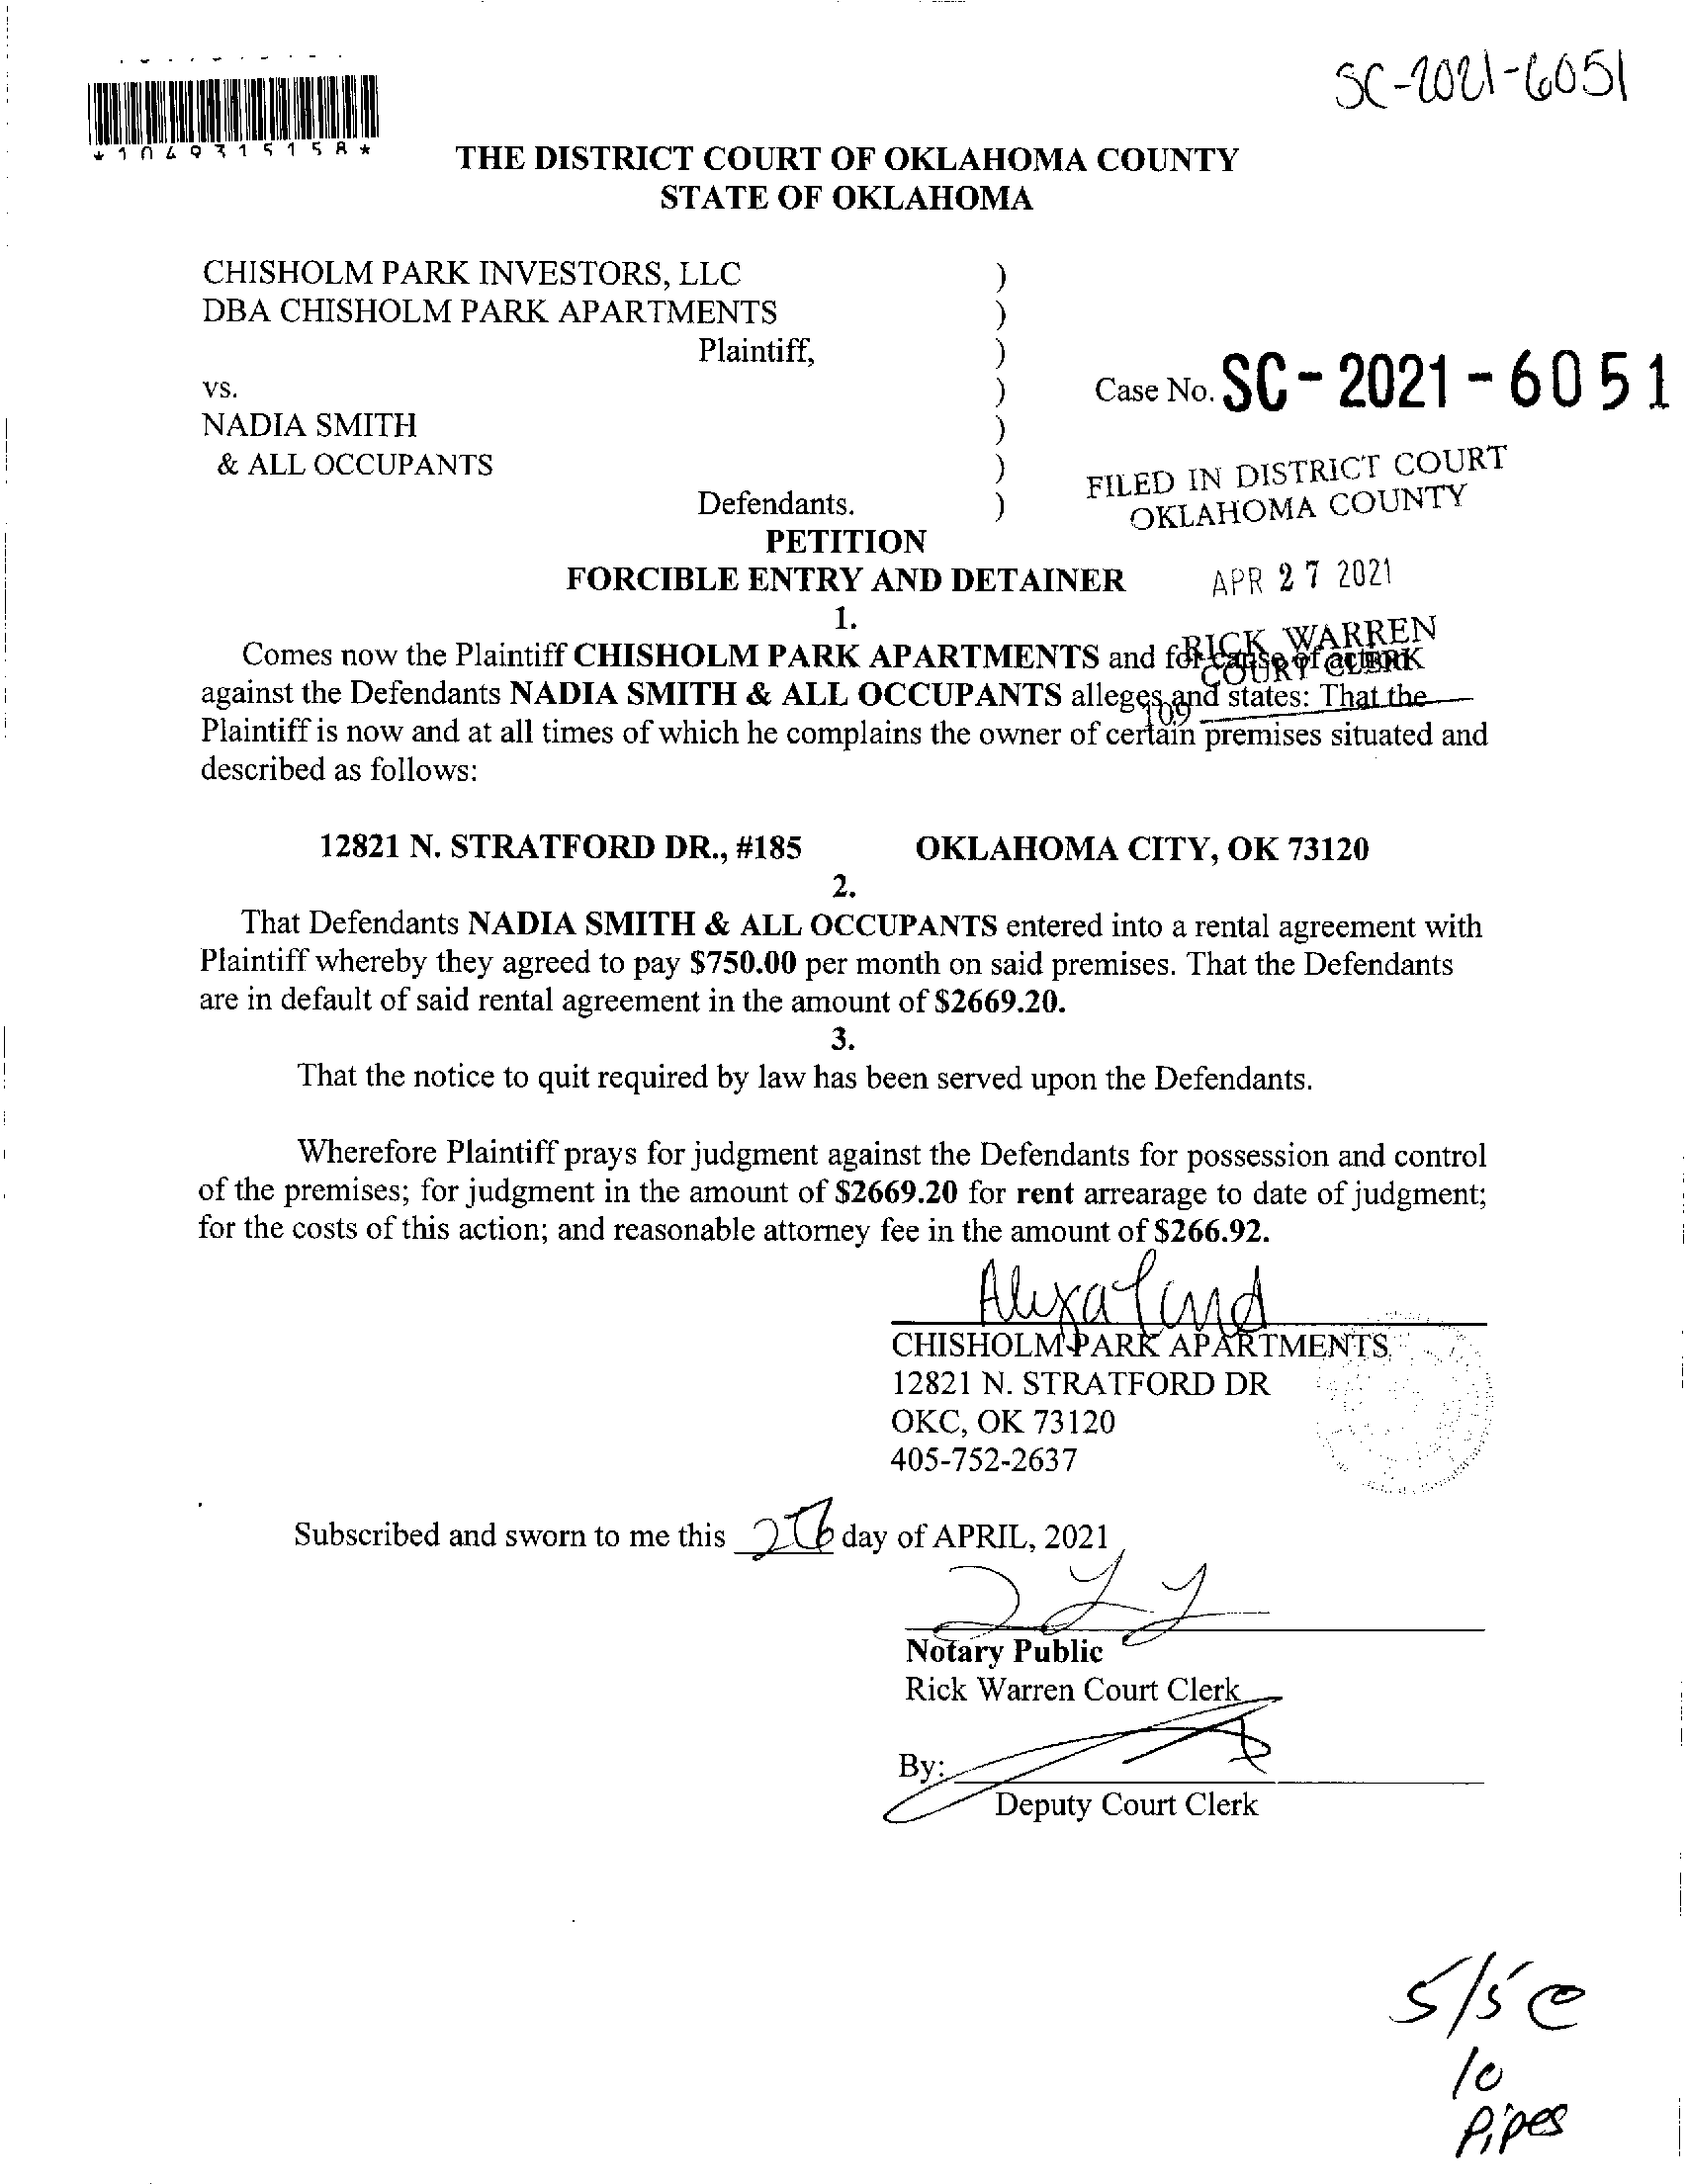 SC-2021-6051
*1049315158*
THE DISTRICT COURT OF OKLAHOMA COUNTY
STATE OF OKLAHOMA
CHISHOLM PARK INVESTORS, LLC )
DBA CHISHOLM PARK APARTMENTS )
Plaintiff, )
vs. ) Case No. SC-2021-6051
NADIA SMITH )
& ALL OCCUPANTS ) FILED IN DISTRICT COURT
Defendants. ) OKLAHOMA COUNTY
PETITION
FORCIBLE ENTRY AND DETAINER APR 27 2021
1.
RICK WARREN
Comes now the Plaintiff CHISHOLM PARK APARTMENTS and for cause of action
COURT CLERK
against the Defendants NADIA SMITH & ALL OCCUPANTS alleges and states: That the
109
Plaintiff is now and at all times of which he complains the owner of certain premises situated and
described as follows:
12821 N. STRATFORD DR., #185 OKLAHOMA CITY, OK 73120
2.
That Defendants NADIA SMITH & ALL OCCUPANTS entered into a rental agreement with
Plaintiff whereby they agreed to pay $750.00 per month on said premises. That the Defendants
are in default of said rental agreement in the amount of $2669.20.
3.
That the notice to quit required by law has been served upon the Defendants.
Wherefore Plaintiff prays for judgment against the Defendants for possession and control
of the premises; for judgment in the amount of $2669.20 for rent arrearage to date of judgment;
for the costs of this action; and reasonable attorney fee in the amount of $266.92.
CHISHOLM PARK APARTMENTS
12821 N. STRATFORD DR
OKC, OK 73120
405-752-2637
Subscribed and sworn to me this day of APRIL, 2021
Notary Public
Rick Warren Court Clerk
By:
Deputy Court Clerk
5/5 @
10
Pipes